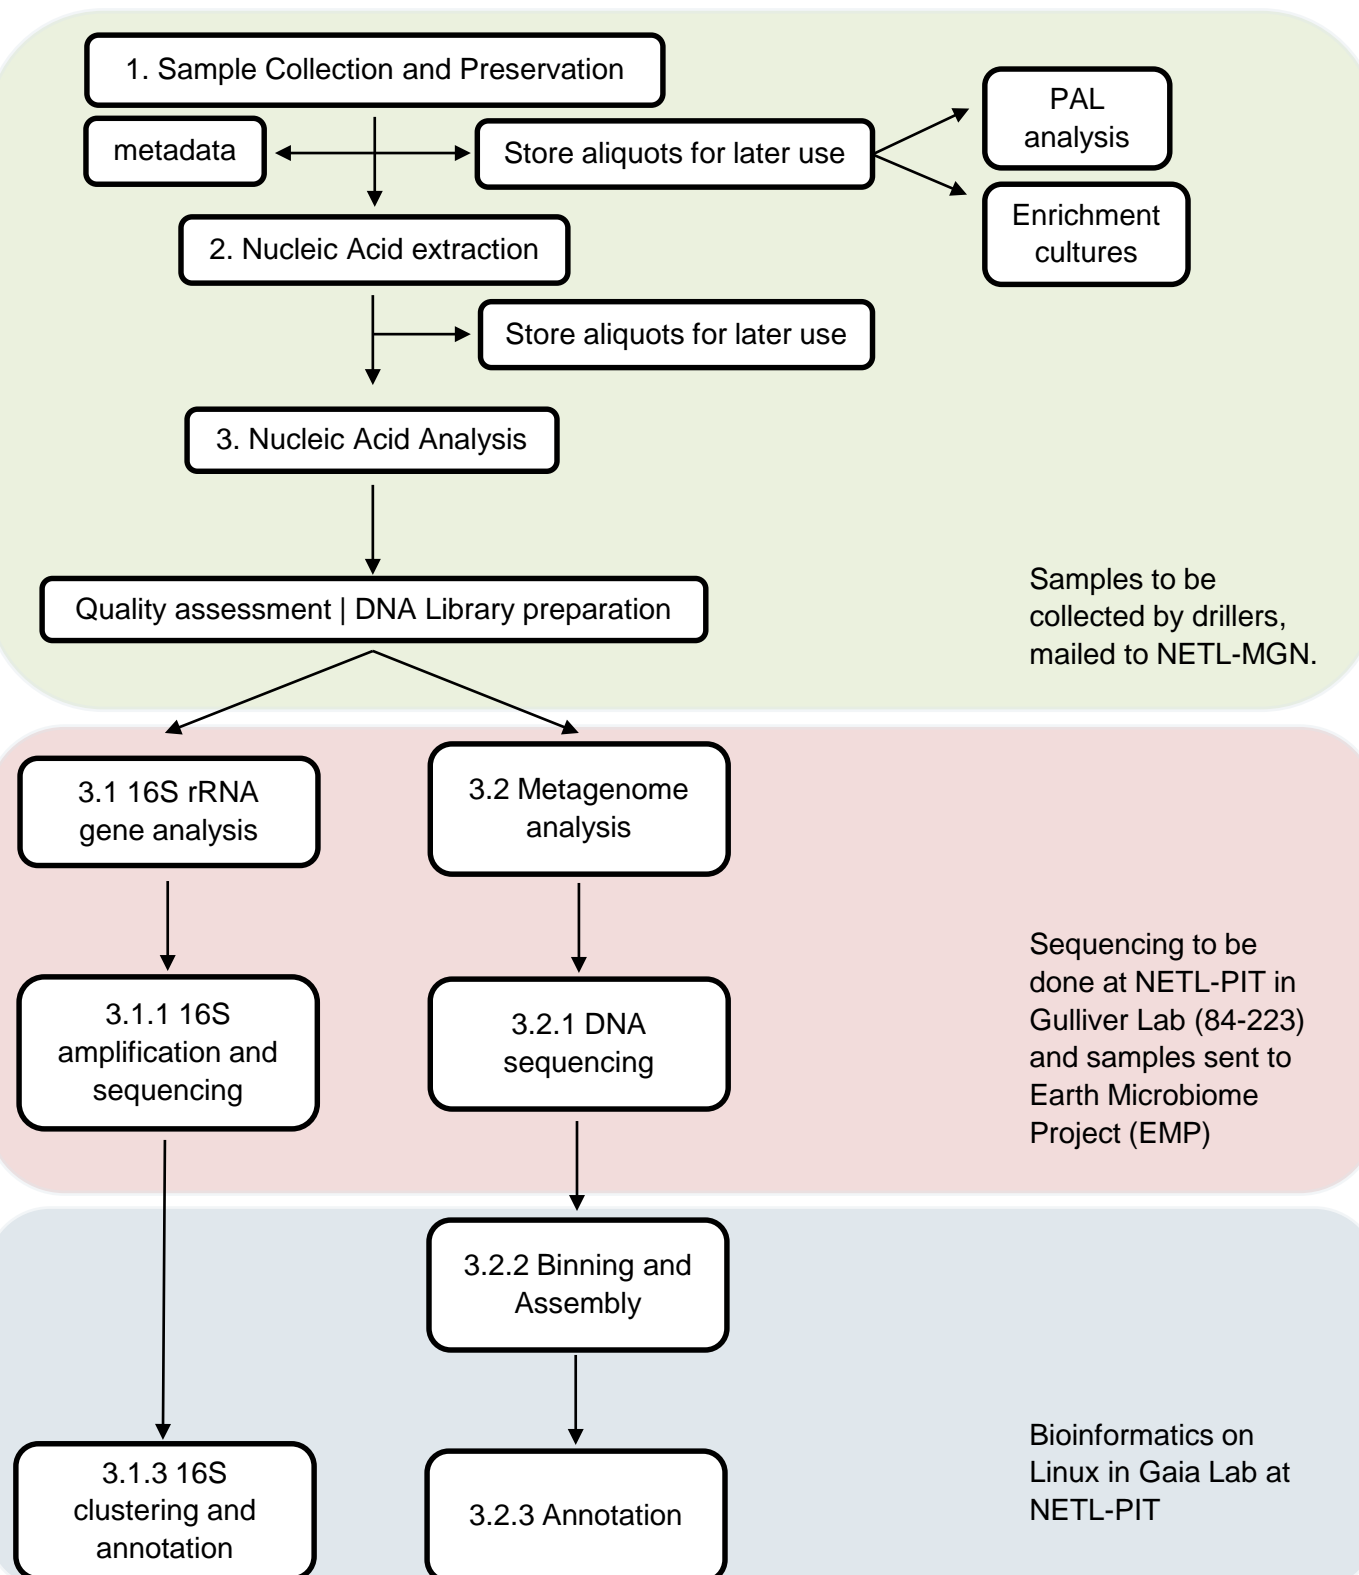 1. Sample Collection and Preservation
PAL
analysis
metadata
Store aliquots for later use
Enrichment
cultures
2. Nucleic Acid extraction
Store aliquots for later use
3. Nucleic Acid Analysis
Quality assessment | DNA Library preparation
Samples to be
collected by drillers,
mailed to NETL-MGN.
3.1 16S rRNA
gene analysis
3.2 Metagenome
analysis
3.1.1 16S
amplification and
sequencing
3.2.1 DNA
sequencing
Sequencing to be
done at NETL-PIT in
Gulliver Lab (84-223)
and samples sent to
Earth Microbiome
Project (EMP)
3.2.2 Binning and
Assembly
3.1.3 16S
clustering and
annotation
3.2.3 Annotation
Bioinformatics on
Linux in Gaia Lab at
NETL-PIT